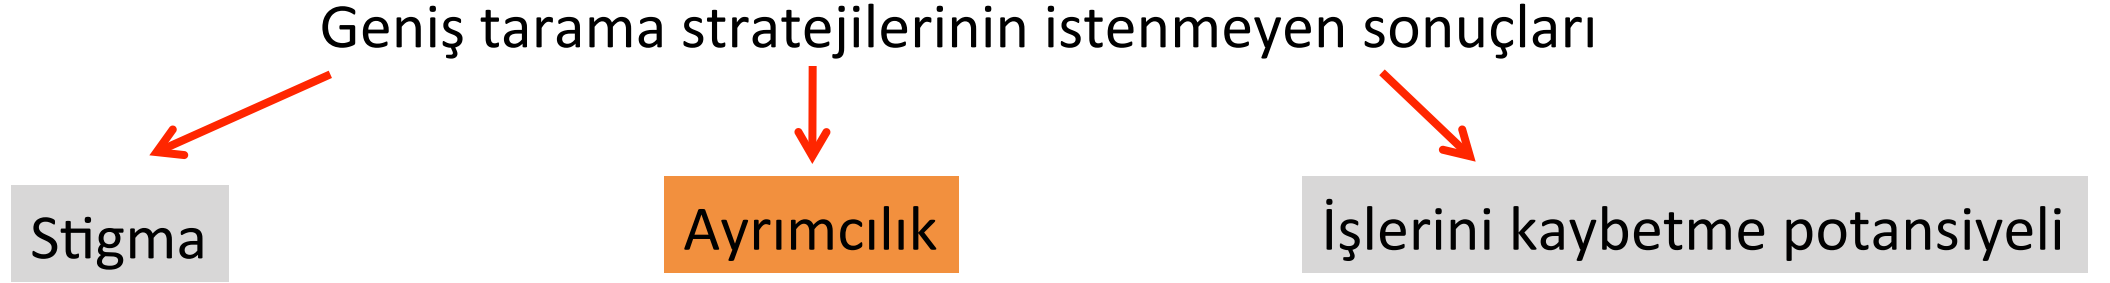 Geniş tarama stratejilerinin istenmeyen sonuçları
Stigma
Ayrımcılık
İşlerini kaybetme potansiyeli